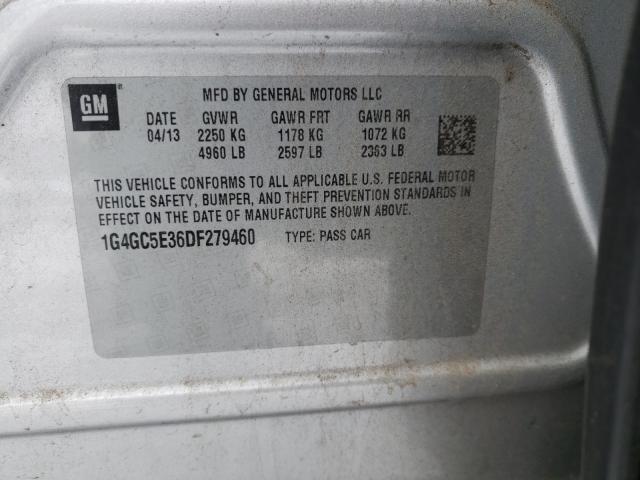 GM
MFD BY GENERAL MOTORS LLC
DATE GVWR GAWR FRT GAWR RR
04/13 2250 KG 1178 KG 1072 KG
4960 LB 2597 LB 2363 LB
THIS VEHICLE CONFORMS TO ALL APPLICABLE U.S. FEDERAL MOTOR
VEHICLE SAFETY, BUMPER, AND THEFT PREVENTION STANDARDS IN
EFFECT ON THE DATE OF MANUFACTURE SHOWN ABOVE.
1G4GC5E36DF279460 TYPE: PASS CAR